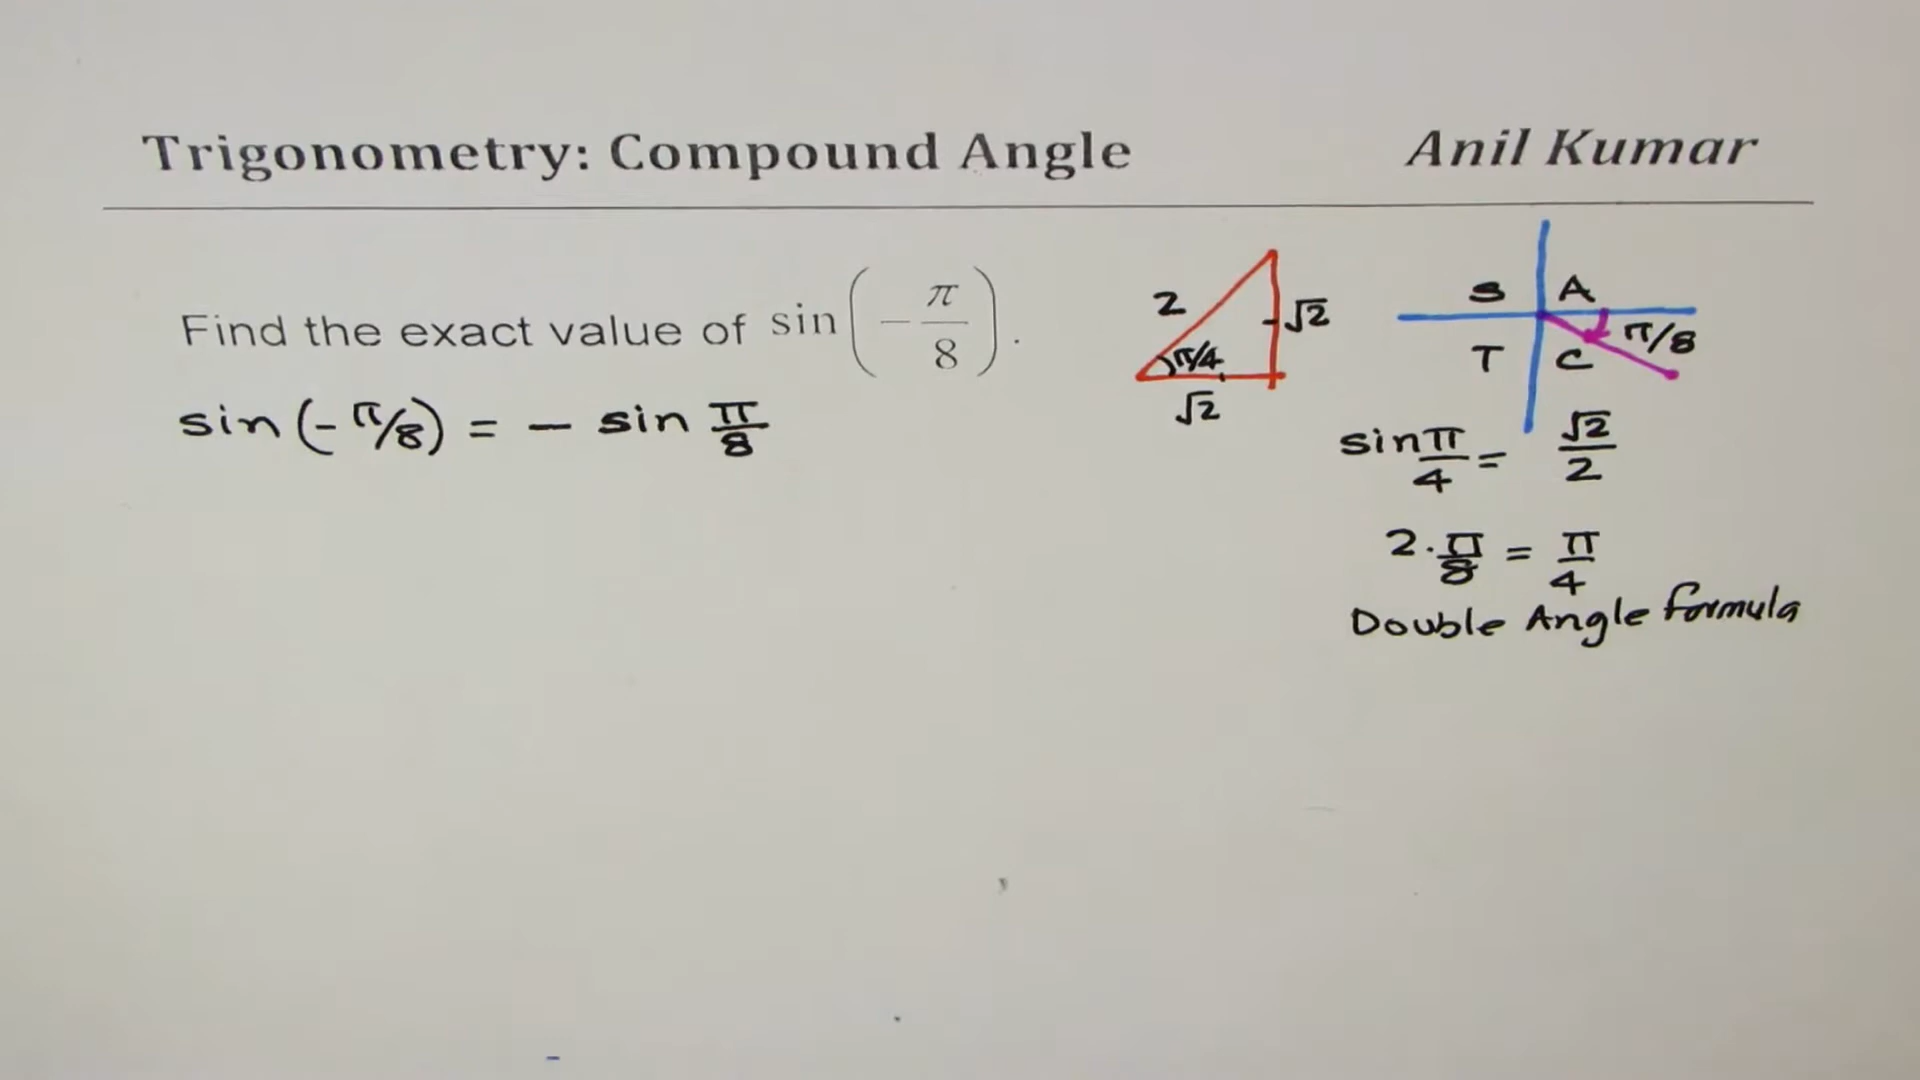 Trigonometry: Compound Angle
Anil Kumar
Find the exact value of sin(-π/8).
sin(-π/8) = - sin π/8
2
√2
π/4
√2
S A
T C
π/8
sin π/4 = √2/2
2·π/8 = π/4
Double Angle Formula